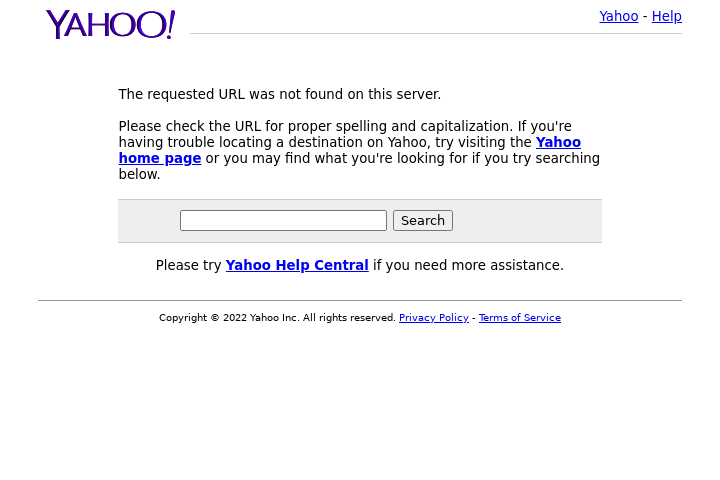 YAHOO!
Yahoo - Help
The requested URL was not found on this server.
Please check the URL for proper spelling and capitalization. If you're
having trouble locating a destination on Yahoo, try visiting the Yahoo
home page or you may find what you're looking for if you try searching
below.
Search
Please try Yahoo Help Central if you need more assistance.
Copyright © 2022 Yahoo Inc. All rights reserved. Privacy Policy - Terms of Service